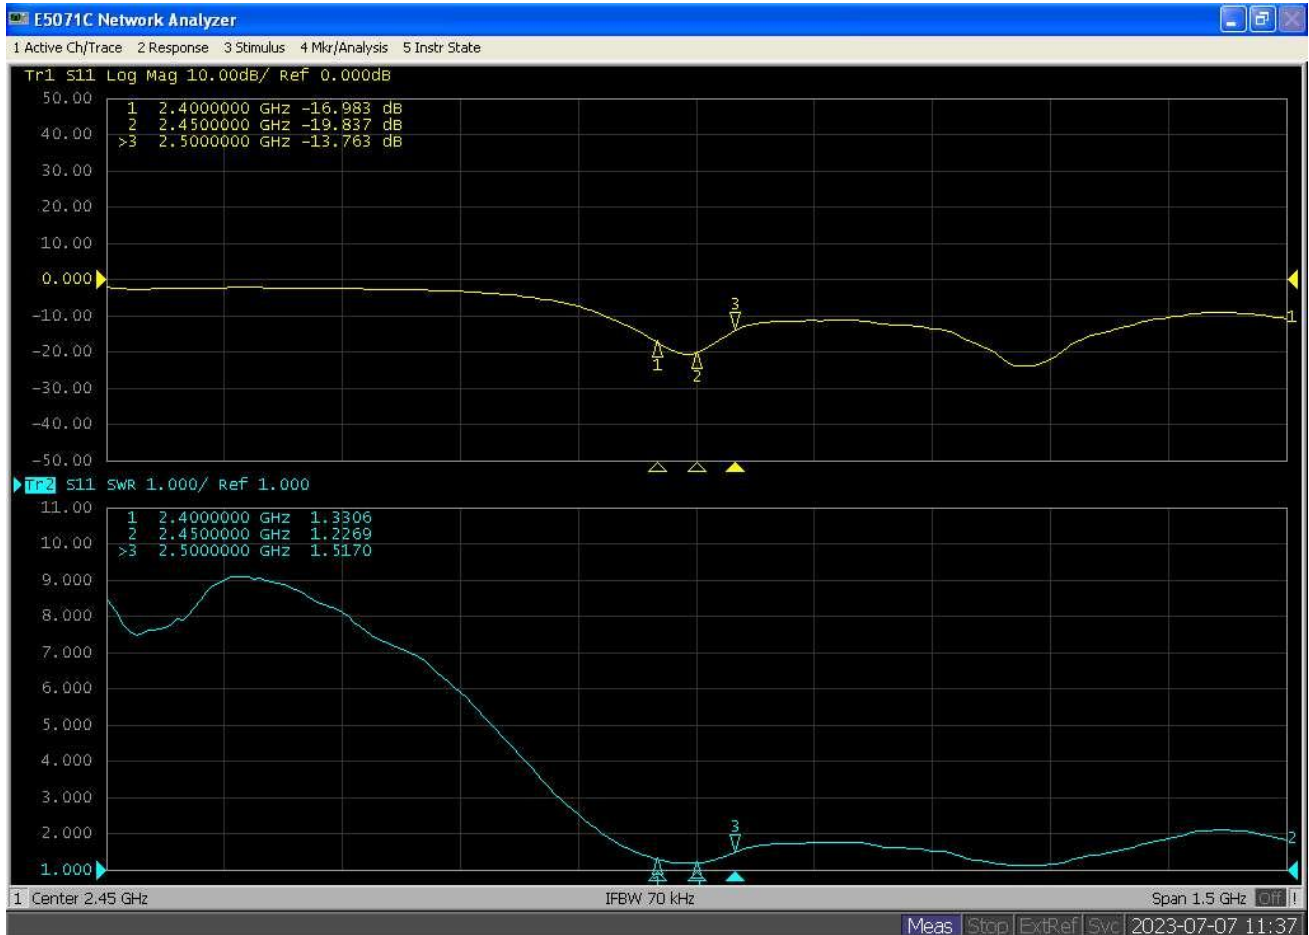 E5071C Network Analyzer
1 Active Ch/Trace 2 Response 3 Stimulus 4 Mkr/Analysis 5 Instr State
Tr1 S11 Log Mag 10.00dB/ Ref 0.000dB
50.00
1 2.4000000 GHz -16.983 dB
2 2.4500000 GHz -19.837 dB
40.00
>3 2.5000000 GHz -13.763 dB
30.00
20.00
10.00
0.000
3
-10.00
1
-20.00
1
2
-30.00
-40.00
-50.00
Tr2 S11 SWR 1.000/ Ref 1.000
11.00
1 2.4000000 GHz 1.3306
2 2.4500000 GHz 1.2269
10.00
>3 2.5000000 GHz 1.5170
9.000
8.000
7.000
6.000
5.000
4.000
3.000
2.000
3
2
1.000
1 Center 2.45 GHz IFBW 70 kHz Span 1.5 GHz Off !
Meas Stop ExtRef Svc 2023-07-07 11:37